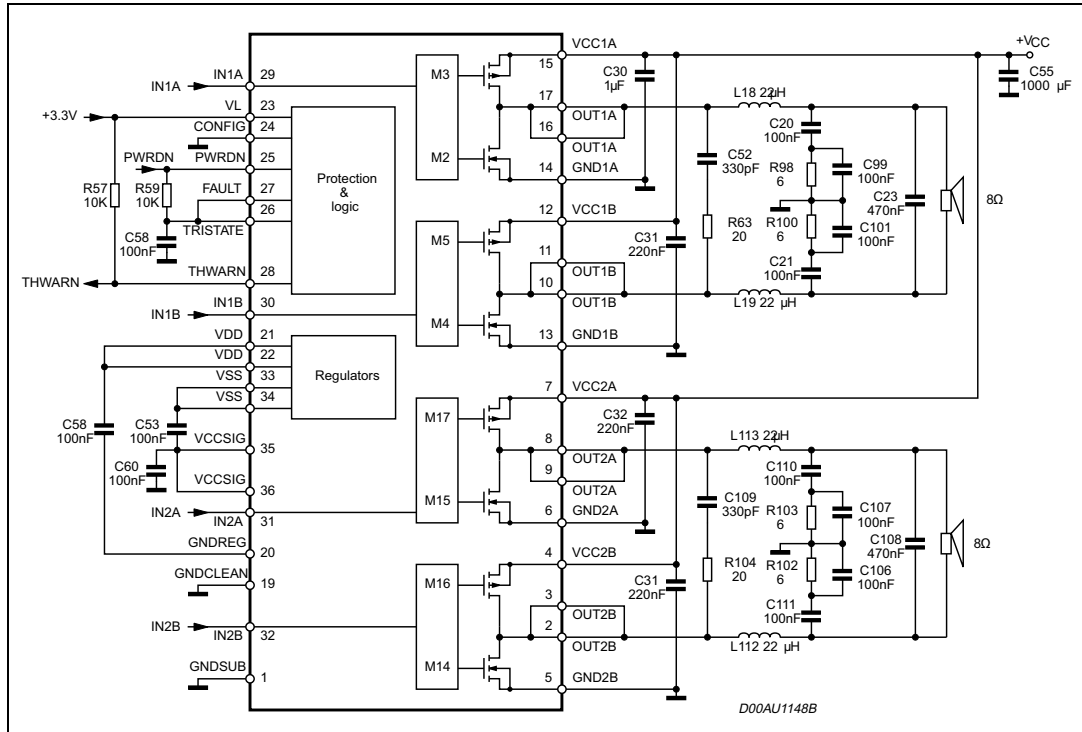 VCC1A
+VCC
IN1A
29
M3
15
C30
1µF
C55
1000 µF
IN1A
VL
23
17
L18 22µH
+3.3V
CONFIG
24
OUT1A
16
C20
100nF
PWRDN
PWRDN
25
M2
OUT1A
14
GND1A
C52
330pF
R98
6
C99
100nF
R57
10K
R59
10K
FAULT
27
Protection
&
logic
C23
470nF
8Ω
26
12
VCC1B
C58
100nF
TRISTATE
M5
C31
220nF
R63
20
R100
6
C101
100nF
11
OUT1B
C21
100nF
THWARN
THWARN
28
10
OUT1B
L19 22 µH
IN1B
IN1B
30
M4
13
GND1B
VDD
21
VDD
22
VSS
33
VSS
34
Regulators
7
VCC2A
C58
100nF
C53
100nF
M17
C32
220nF
L113 22µH
VCCSIG
35
8
OUT2A
C60
100nF
9
OUT2A
C110
100nF
VCCSIG
36
M15
C109
330pF
R103
6
C107
100nF
IN2A
IN2A
31
6
GND2A
C108
470nF
8Ω
GNDREG
20
4
VCC2B
R104
20
R102
6
C106
100nF
GNDCLEAN
19
M16
C31
220nF
3
OUT2B
C111
100nF
IN2B
IN2B
32
2
OUT2B
L112 22 µH
GNDSUB
1
M14
5
GND2B
D00AU1148B